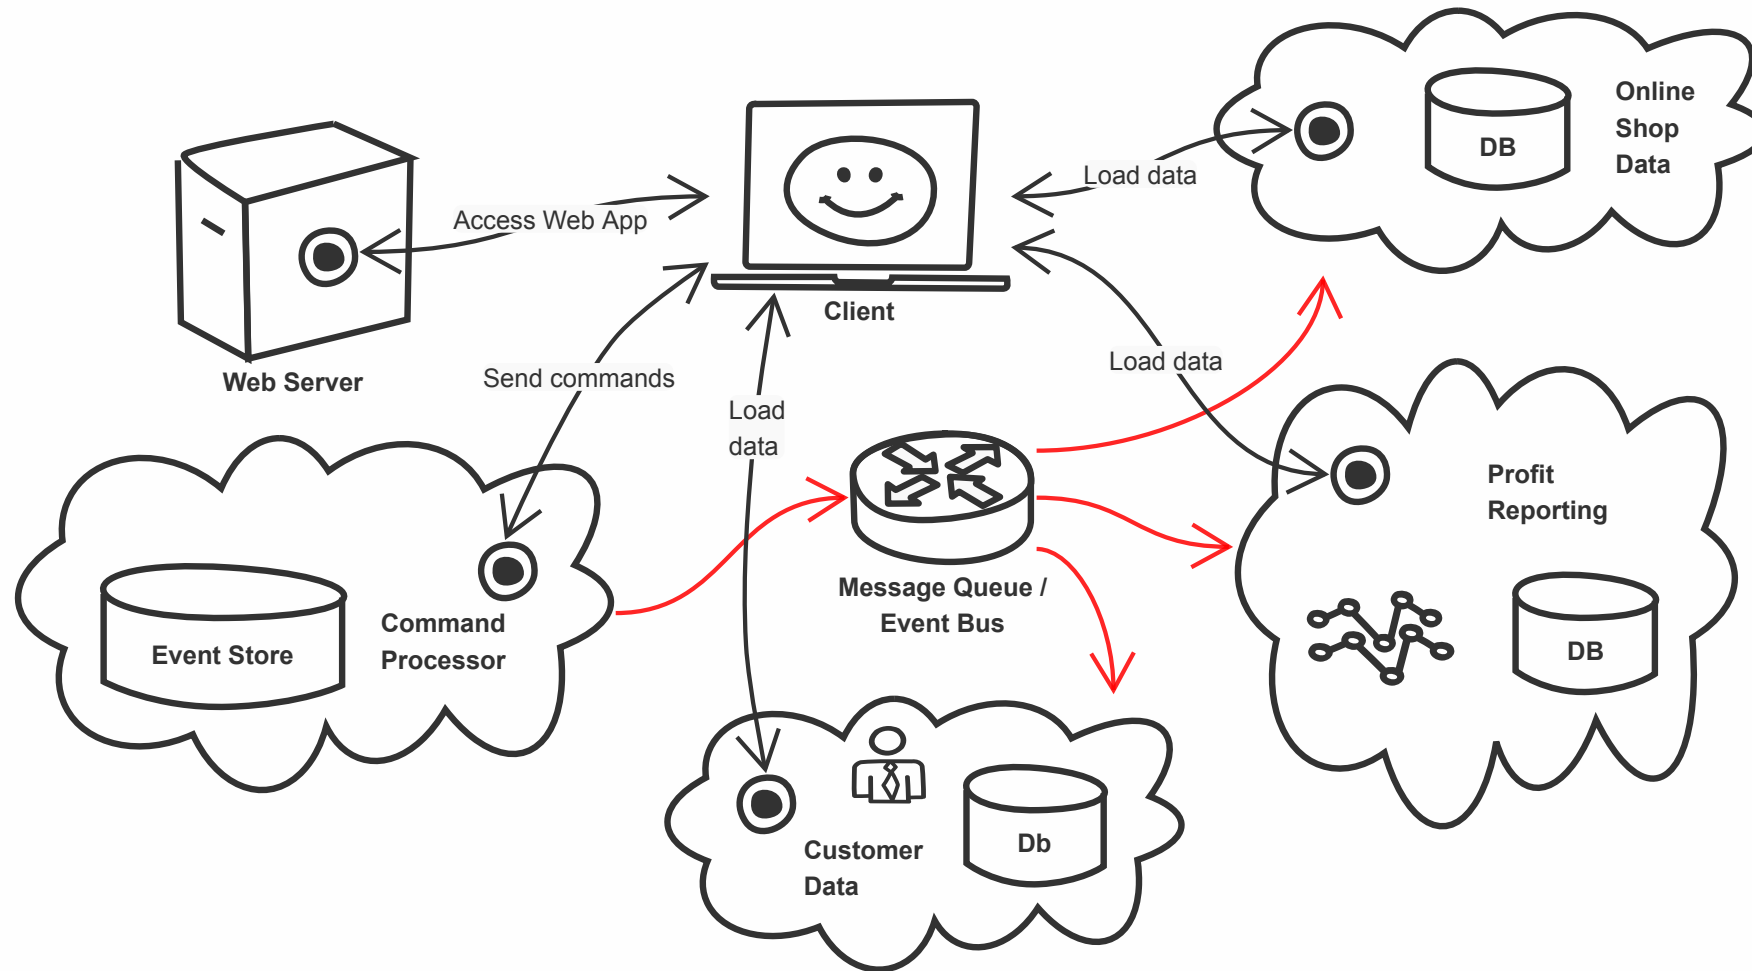 Online
Shop
Data
DB
Load data
Access Web App
Client
Web Server
Send commands
Load
data
Load data
Profit
Reporting
DB
Message Queue /
Event Bus
Command
Processor
Event Store
Customer
Data
Db